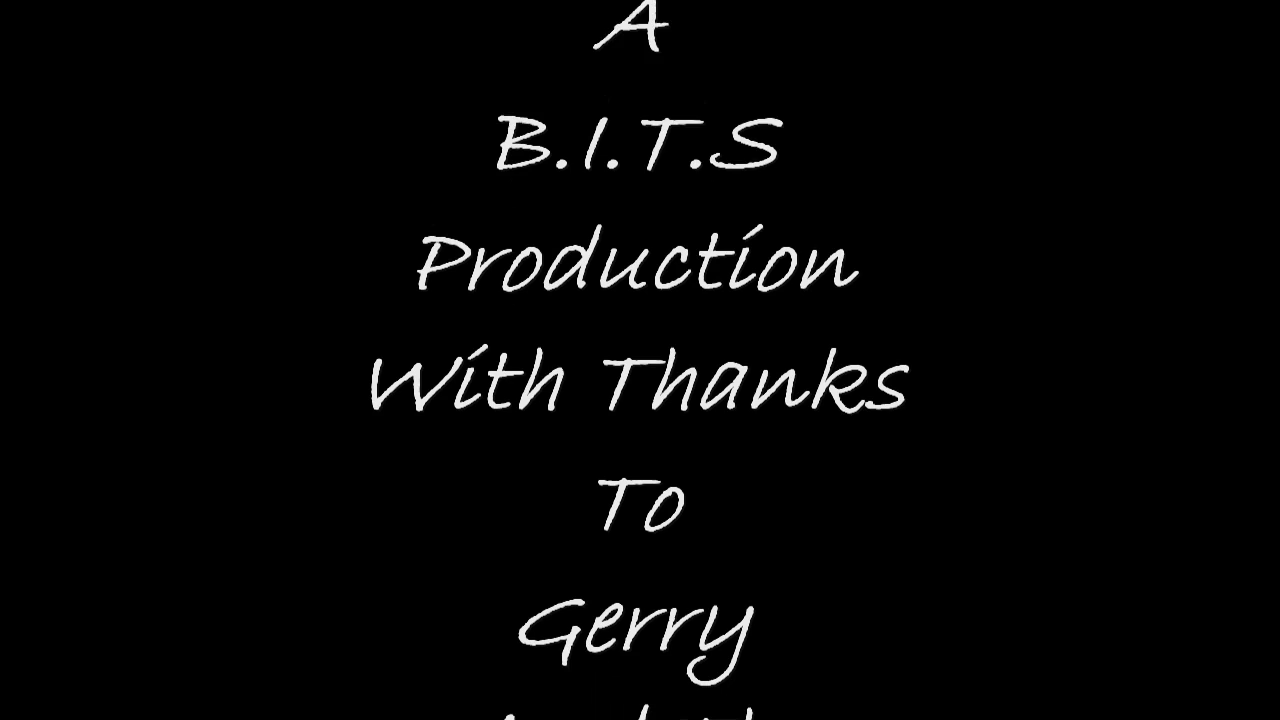 A
B.I.T.S
Production
With Thanks
To
Gerry